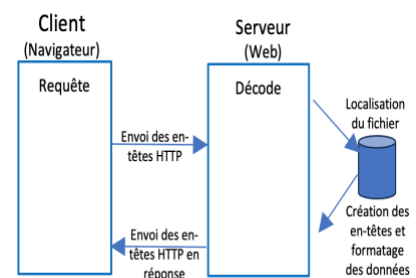 Client
(Navigateur)
Requête
Serveur
(Web)
Décode
Envoi des en-
têtes HTTP
Envoi des en-
têtes HTTP en
réponse
Localisation
du fichier
Création des
en-têtes et
formatage
des données